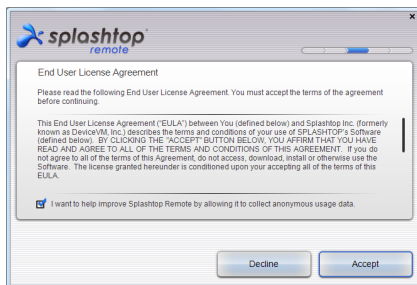 splashtop
remote
End User License Agreement
Please read the following End User License Agreement. You must accept the terms of the agreement
before continuing.
This End User License Agreement ("EULA") between You (defined below) and Splashtop Inc. (formerly
known as DeviceVM, Inc.) describes the terms and conditions of your use of SPLASHTOP's Software
(defined below). BY CLICKING THE "ACCEPT" BUTTON BELOW, YOU AFFIRM THAT YOU HAVE
READ AND AGREE TO ALL OF THE TERMS AND CONDITIONS OF THIS AGREEMENT. If you do
not agree to all of the terms of this Agreement, do not access, download, install or otherwise use the
Software. The license granted hereunder is conditioned upon your accepting all of the terms of this
EULA.
I want to help improve Splashtop Remote by allowing it to collect anonymous usage data.
Decline
Accept